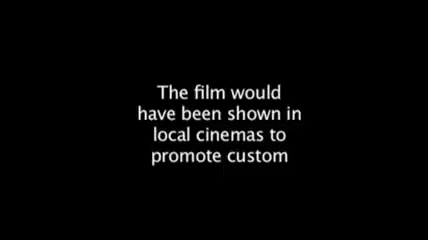 The film would
have been shown in
local cinemas to
promote custom